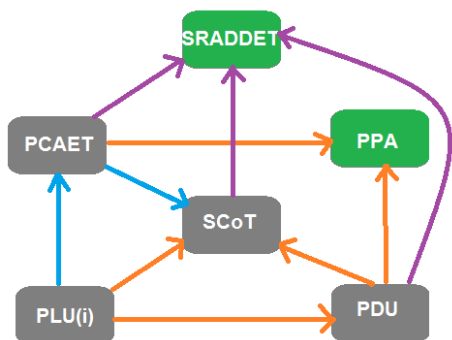 SRADDET
PCAET
PPA
SCoT
PLU(i)
PDU